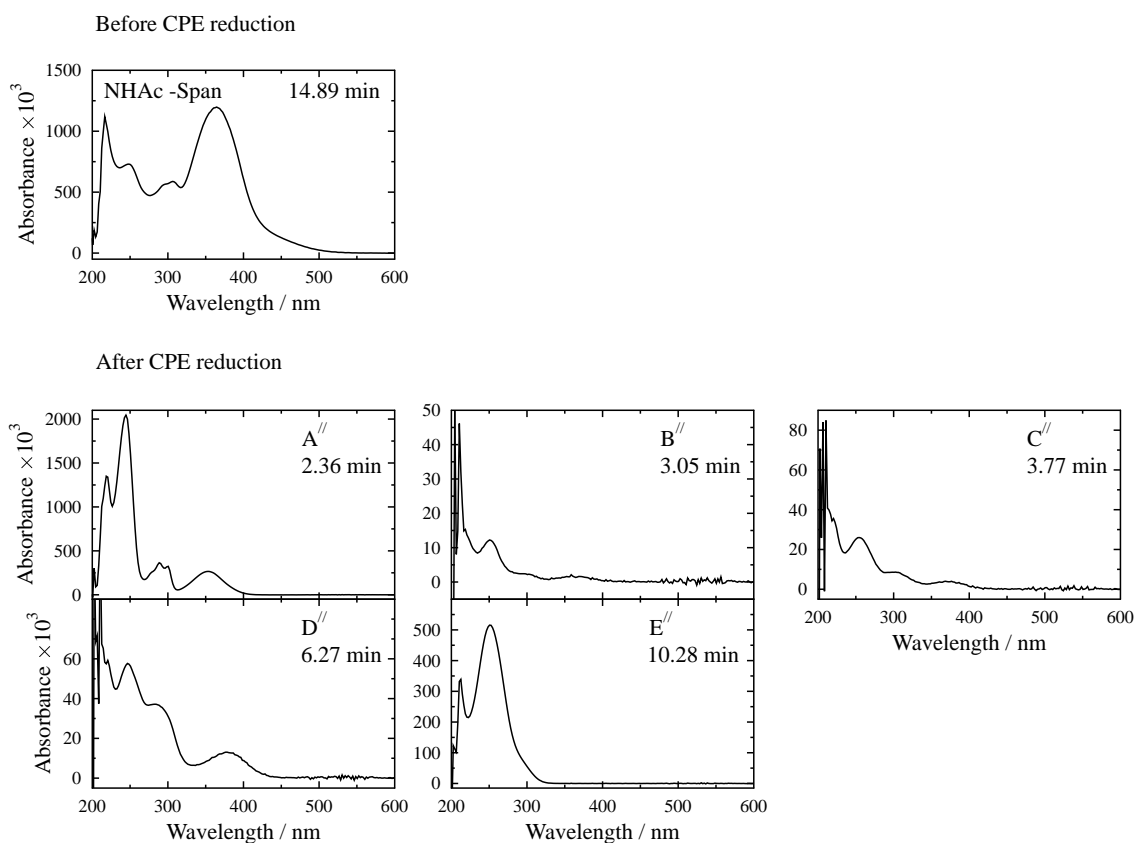 Before CPE reduction
1500
1000
500
0
Absorbance ×10³
NHAc -Span 14.89 min
200 300 400 500 600
Wavelength / nm
After CPE reduction
2000
1500
1000
500
0
Absorbance ×10³
A//
2.36 min
50
40
30
20
10
0
B//
3.05 min
80
60
40
20
0
C//
3.77 min
200 300 400 500 600
Wavelength / nm
60
40
20
0
Absorbance ×10³
D//
6.27 min
200 300 400 500 600
Wavelength / nm
500
400
300
200
100
0
E//
10.28 min
200 300 400 500 600
Wavelength / nm